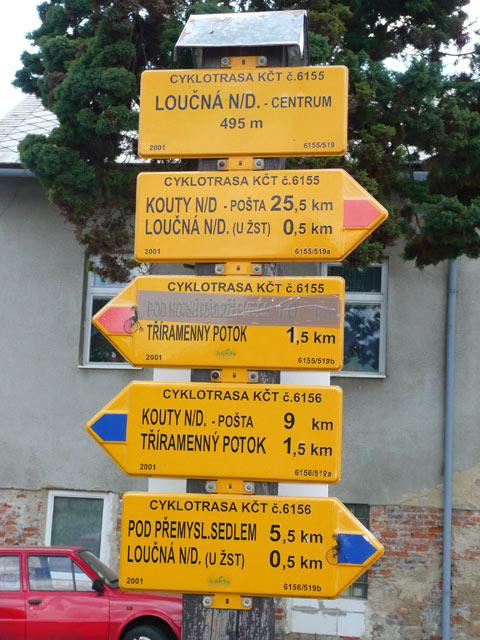 CYKLOTRASA KČT č.6155
LOUČNÁ N/D. - CENTRUM
495 m
2001 6155/519
CYKLOTRASA KČT č.6155
KOUTY N/D - POŠTA 25,5 km
LOUČNÁ N/D. (U ŽST) 0,5 km
2001 6155/519a
CYKLOTRASA KČT č.6155
TŘÍRAMENNÝ POTOK 1,5 km
2001 6155/519b
CYKLOTRASA KČT č.6156
KOUTY N/D. - POŠTA 9 km
TŘÍRAMENNÝ POTOK 1,5 km
2001 6156/519a
CYKLOTRASA KČT č.6156
POD PŘEMYSL.SEDLEM 5,5 km
LOUČNÁ N/D. (U ŽST) 0,5 km
2001 6156/519b